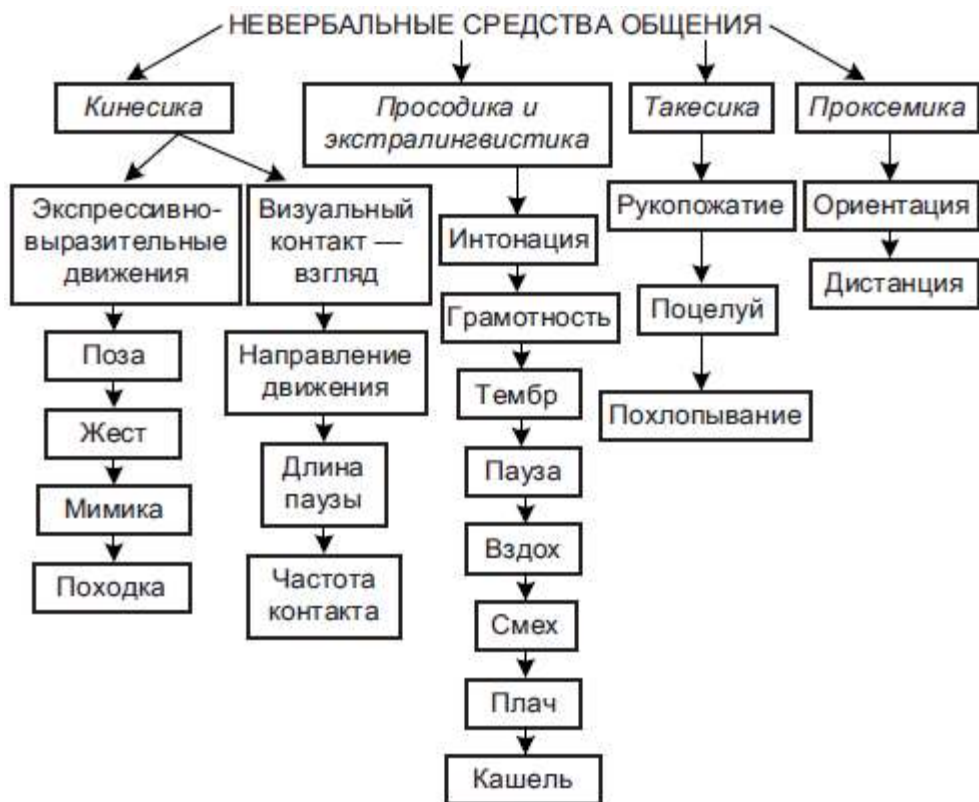 НЕВЕРБАЛЬНЫЕ СРЕДСТВА ОБЩЕНИЯ
Кинесика
Экспрессивно-
выразительные
движения
Поза
Жест
Мимика
Походка
Визуальный
контакт —
взгляд
Направление
движения
Длина
паузы
Частота
контакта
Просодика и
экстралингвистика
Интонация
Грамотность
Тембр
Пауза
Вздох
Смех
Плач
Кашель
Такесика
Рукопожатие
Поцелуй
Похлопывание
Проксемика
Ориентация
Дистанция